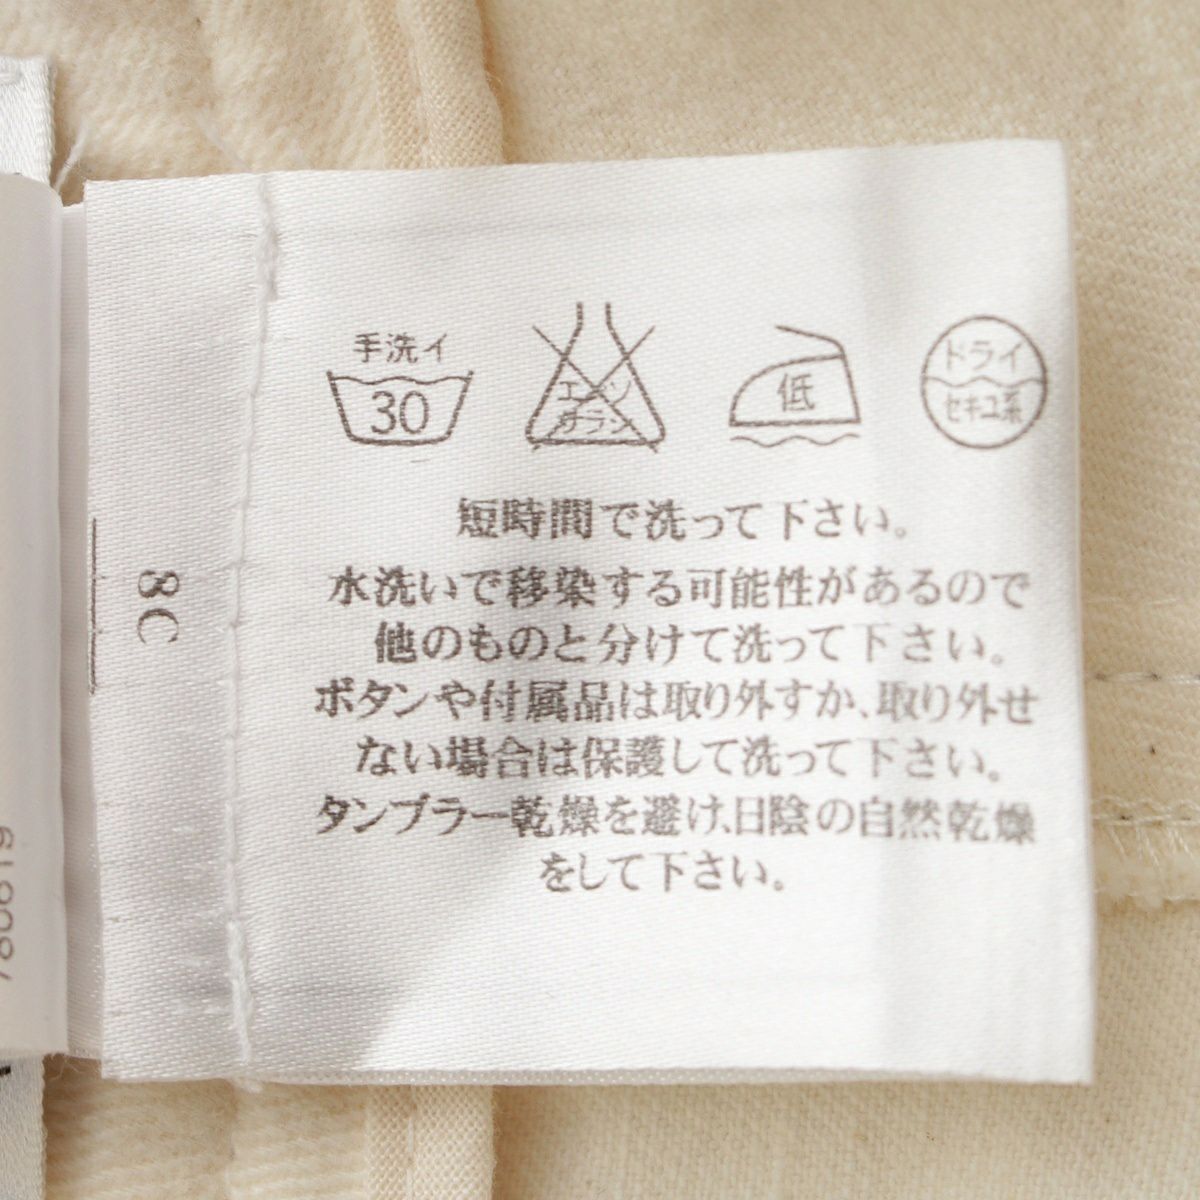 手洗イ
30
エンソ
サラシ
低
ドライ
セキユ系
短時間で洗って下さい。
水洗いで移染する可能性があるので
他のものと分けて洗って下さい。
ボタンや付属品は取り外すか、取り外せ
ない場合は保護して洗って下さい。
タンブラー乾燥を避け、日陰の自然乾燥
をして下さい。
8C
780619